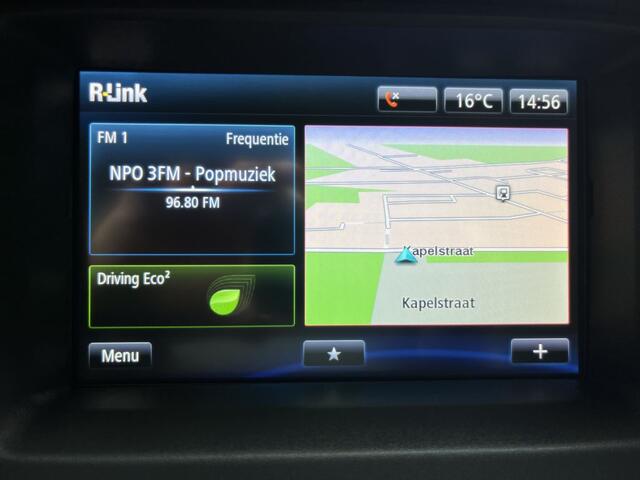 R-Link
16°C
14:56
FM 1 Frequentie
NPO 3FM - Popmuziek
96.80 FM
Driving Eco²
Kapelstraat
Kapelstraat
Menu
+